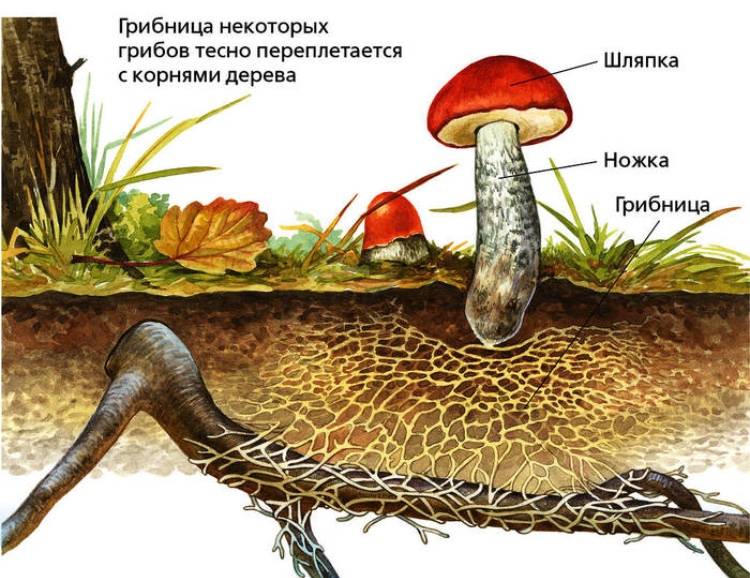 Грибница некоторых
грибов тесно переплетается
с корнями дерева
Шляпка
Ножка
Грибница